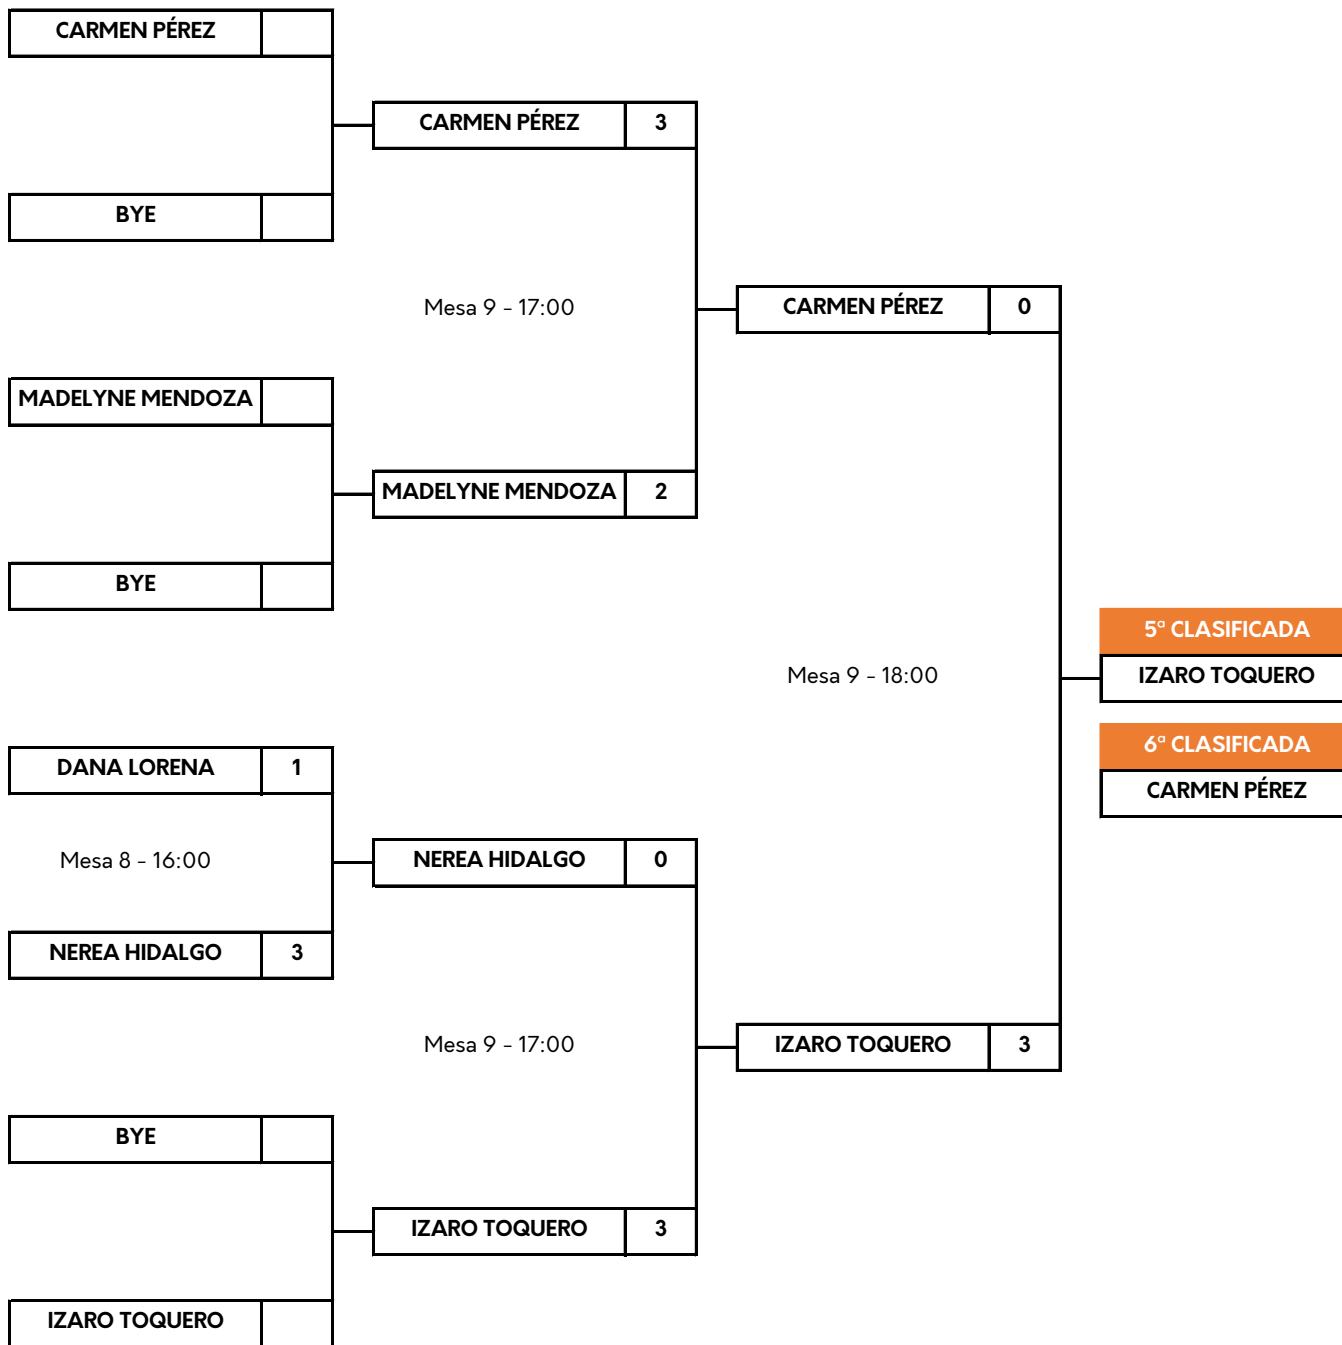 CARMEN PÉREZ
CARMEN PÉREZ 3
BYE
Mesa 9 - 17:00
CARMEN PÉREZ 0
MADELYNE MENDOZA
MADELYNE MENDOZA 2
BYE
5ª CLASIFICADA
Mesa 9 - 18:00
IZARO TOQUERO
6ª CLASIFICADA
DANA LORENA 1
CARMEN PÉREZ
Mesa 8 - 16:00
NEREA HIDALGO 0
NEREA HIDALGO 3
Mesa 9 - 17:00
IZARO TOQUERO 3
BYE
IZARO TOQUERO 3
IZARO TOQUERO